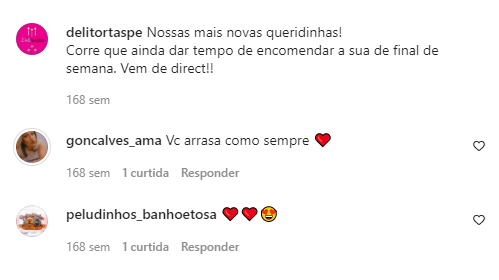 delitortaspe Nossas mais novas queridinhas!
Corre que ainda dar tempo de encomendar a sua de final de
semana. Vem de direct!!
168 sem
goncalves_ama Vc arrasa como sempre ❤️
168 sem 1 curtida Responder
peludinhos_banhoetosa ❤️❤️😍
168 sem 1 curtida Responder